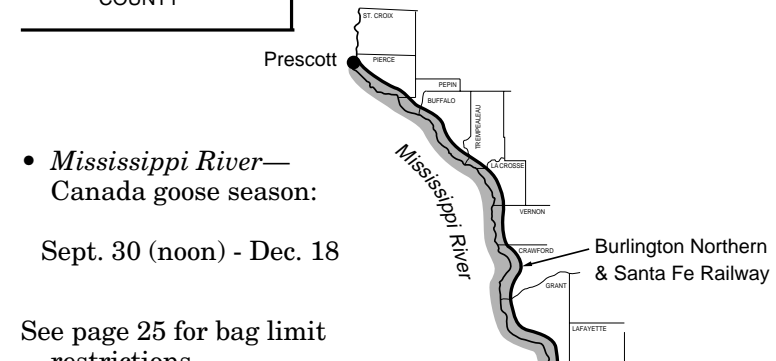 COUNTY
ST. CROIX
Prescott
PIERCE
PEPIN
BUFFALO
TREMPEALEAU
• Mississippi River—
Canada goose season:
LA CROSSE
Mississippi River
VERNON
Sept. 30 (noon) - Dec. 18
CRAWFORD
Burlington Northern
& Santa Fe Railway
GRANT
See page 25 for bag limit
restrictions
LAFAYETTE